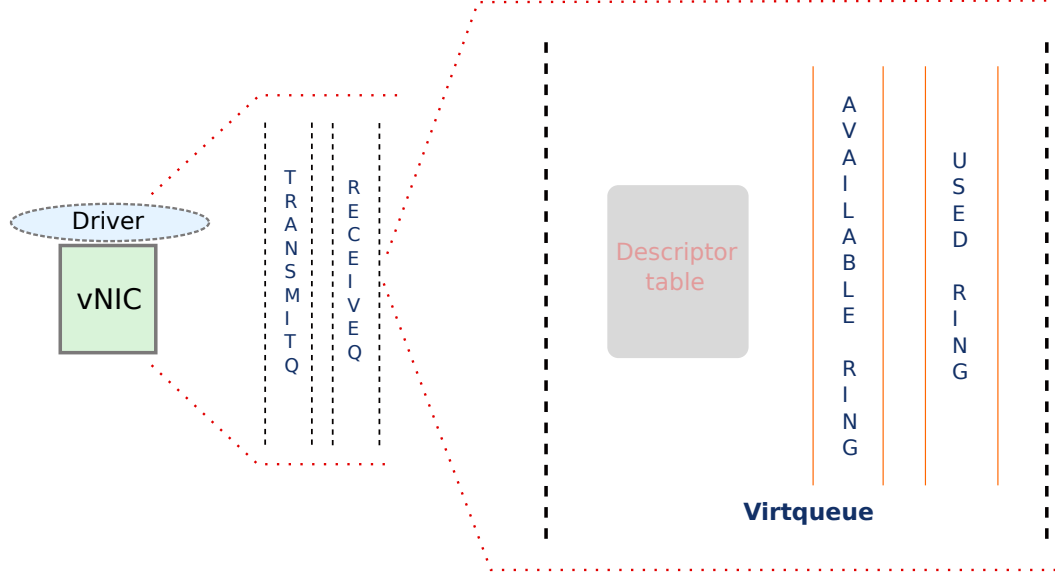 Driver
vNIC
TRANSMITQ
RECEIVEQ
Descriptor
table
AVAILABLE RING
USED RING
Virtqueue